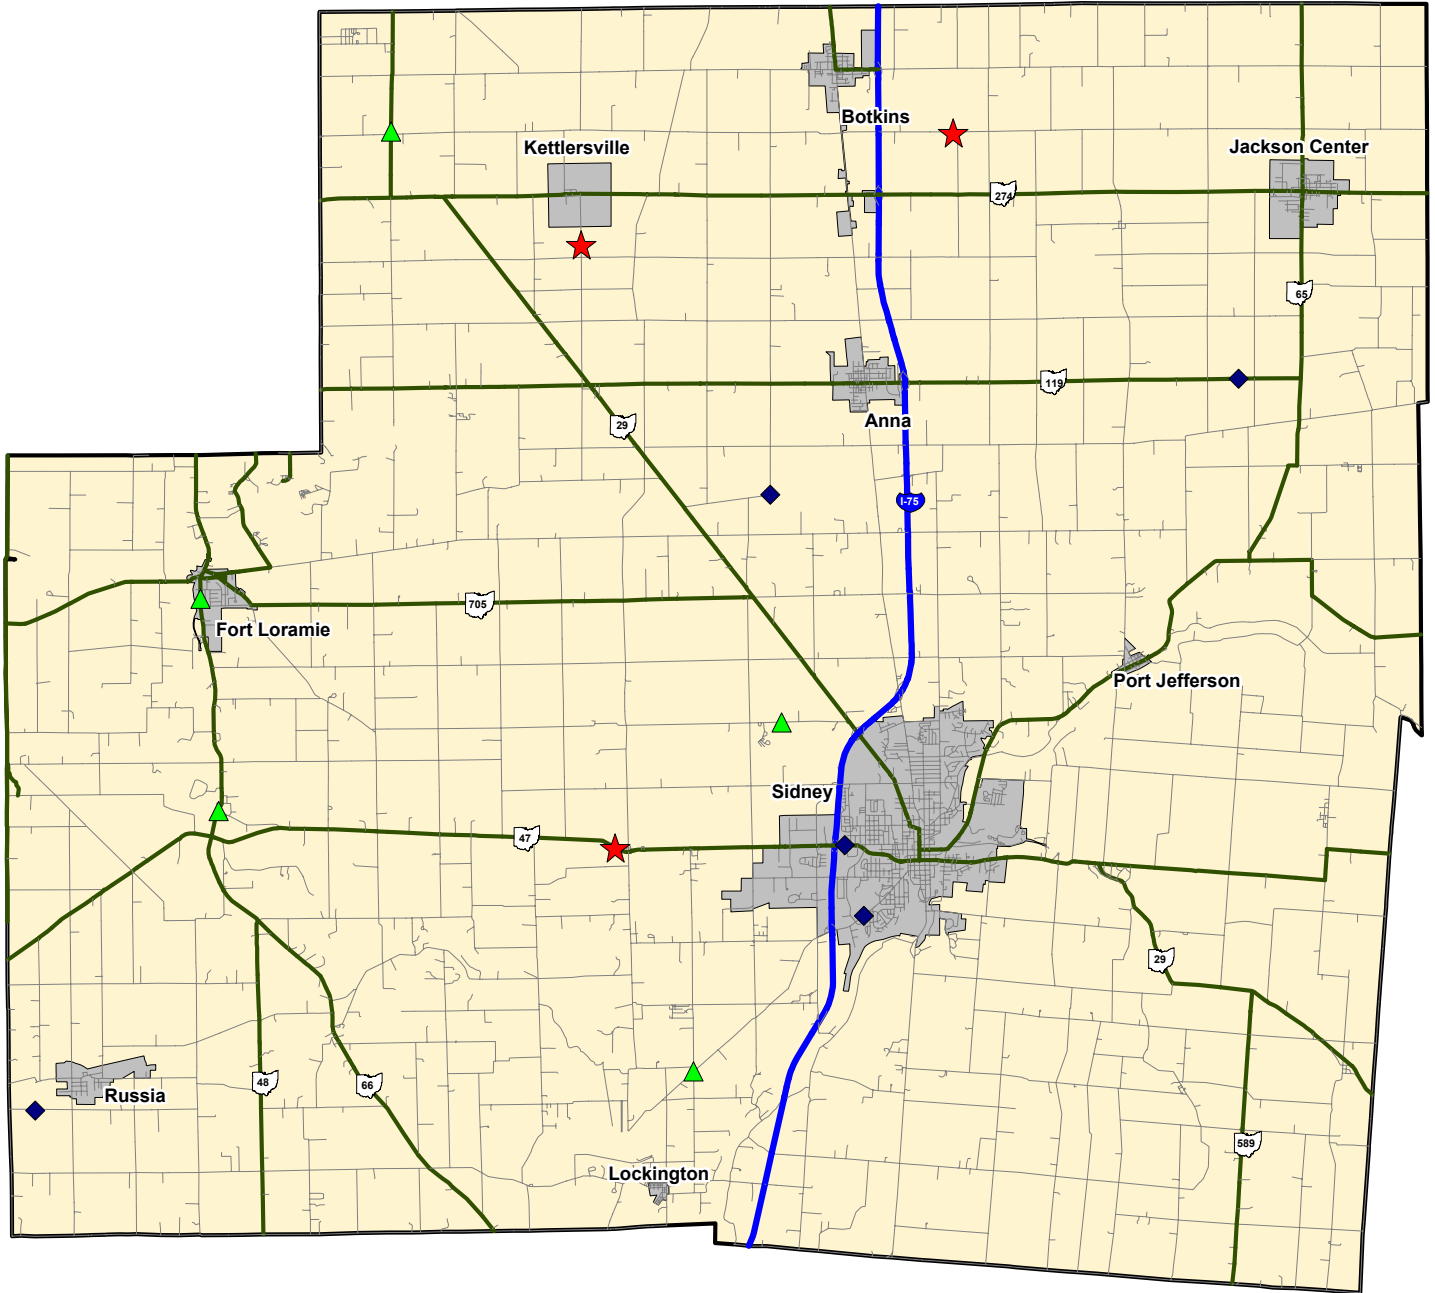 Botkins
Kettlersville
Jackson Center
274
65
119
Anna
29
I-75
705
Fort Loramie
Port Jefferson
Sidney
47
29
48
66
Russia
589
Lockington